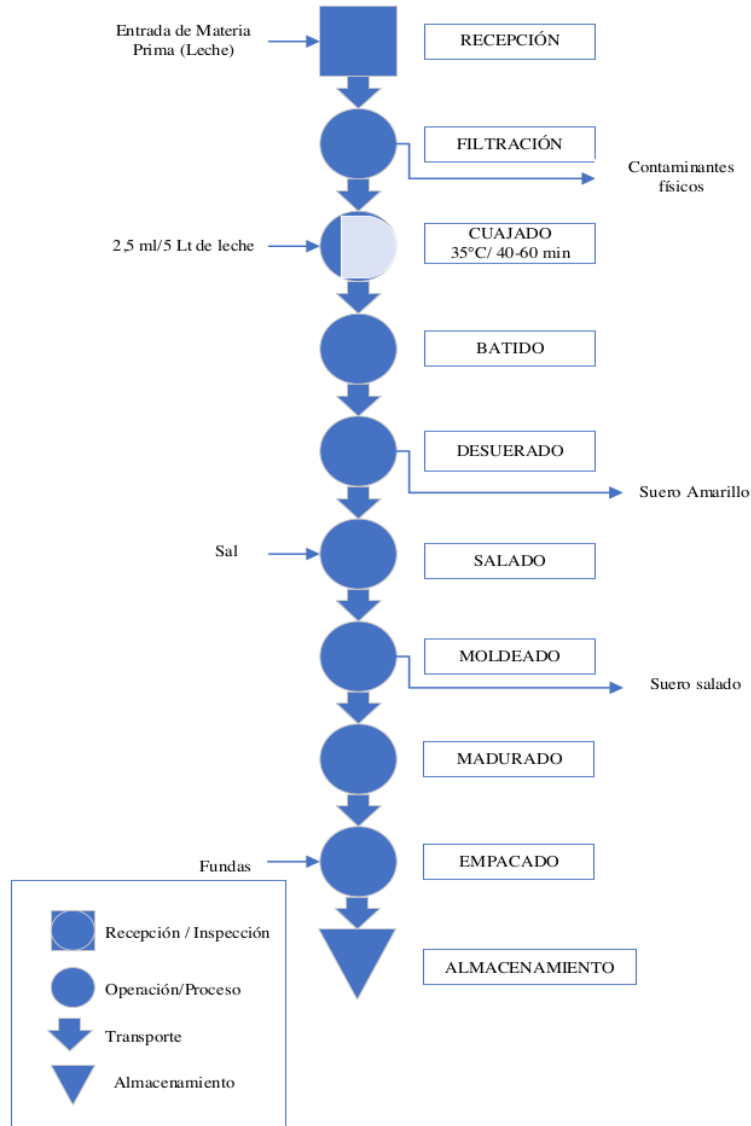 Entrada de Materia
Prima (Leche)
RECEPCIÓN
FILTRACIÓN
Contaminantes
físicos
2,5 ml/5 Lt de leche
CUAJADO
35°C/ 40-60 min
BATIDO
DESUERADO
Suero Amarillo
Sal
SALADO
MOLDEADO
Suero salado
MADURADO
Fundas
EMPACADO
ALMACENAMIENTO
Recepción / Inspección
Operación/Proceso
Transporte
Almacenamiento